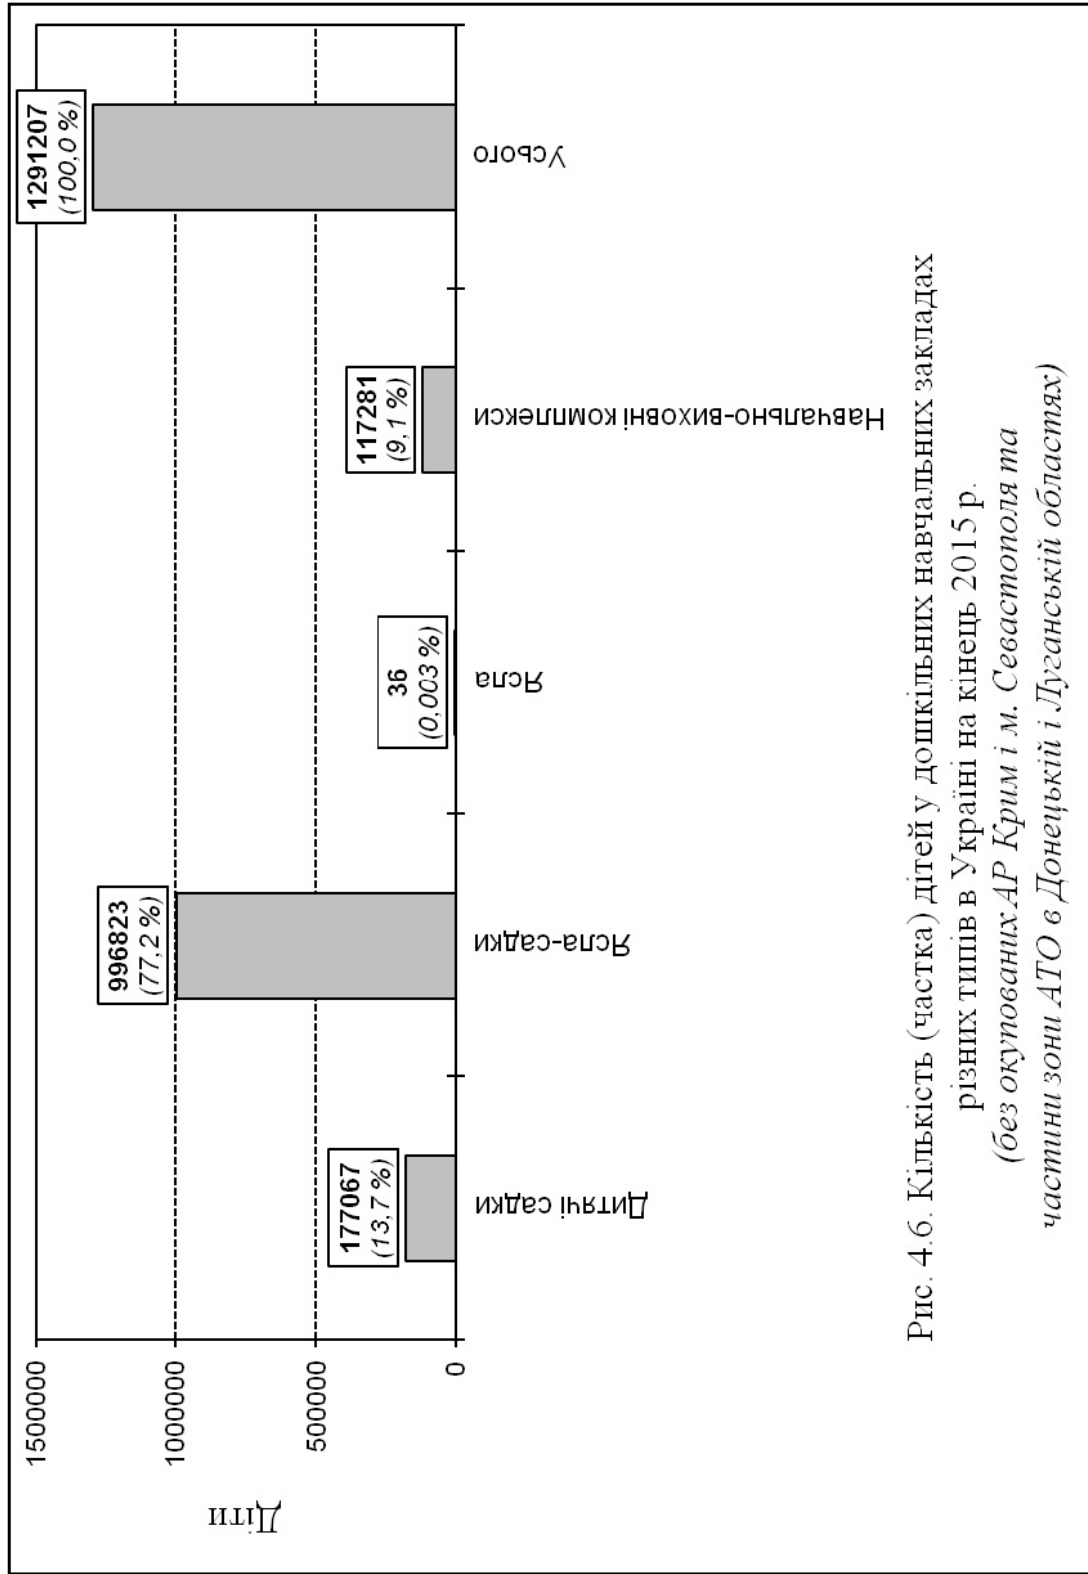 Діти
1500000
1000000
500000
0
177067
(13,7 %)
996823
(77,2 %)
36
(0,003 %)
117281
(9,1 %)
1291207
(100,0 %)
Дитячі садки
Ясла-садки
Ясла
Навчально-виховні комплекси
Усього
Рис. 4.6. Кількість (частка) дітей у дошкільних навчальних закладах
різних типів в Україні на кінець 2015 р.
(без окупованих АР Крим і м. Севастополя та
частини зони АТО в Донецькій і Луганській областях)